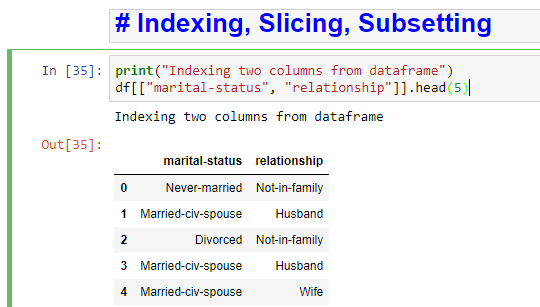 # Indexing, Slicing, Subsetting
In [35]: print("Indexing two columns from dataframe")
df[["marital-status", "relationship"]].head(5)
Indexing two columns from dataframe
Out[35]:
marital-status relationship
0 Never-married Not-in-family
1 Married-civ-spouse Husband
2 Divorced Not-in-family
3 Married-civ-spouse Husband
4 Married-civ-spouse Wife